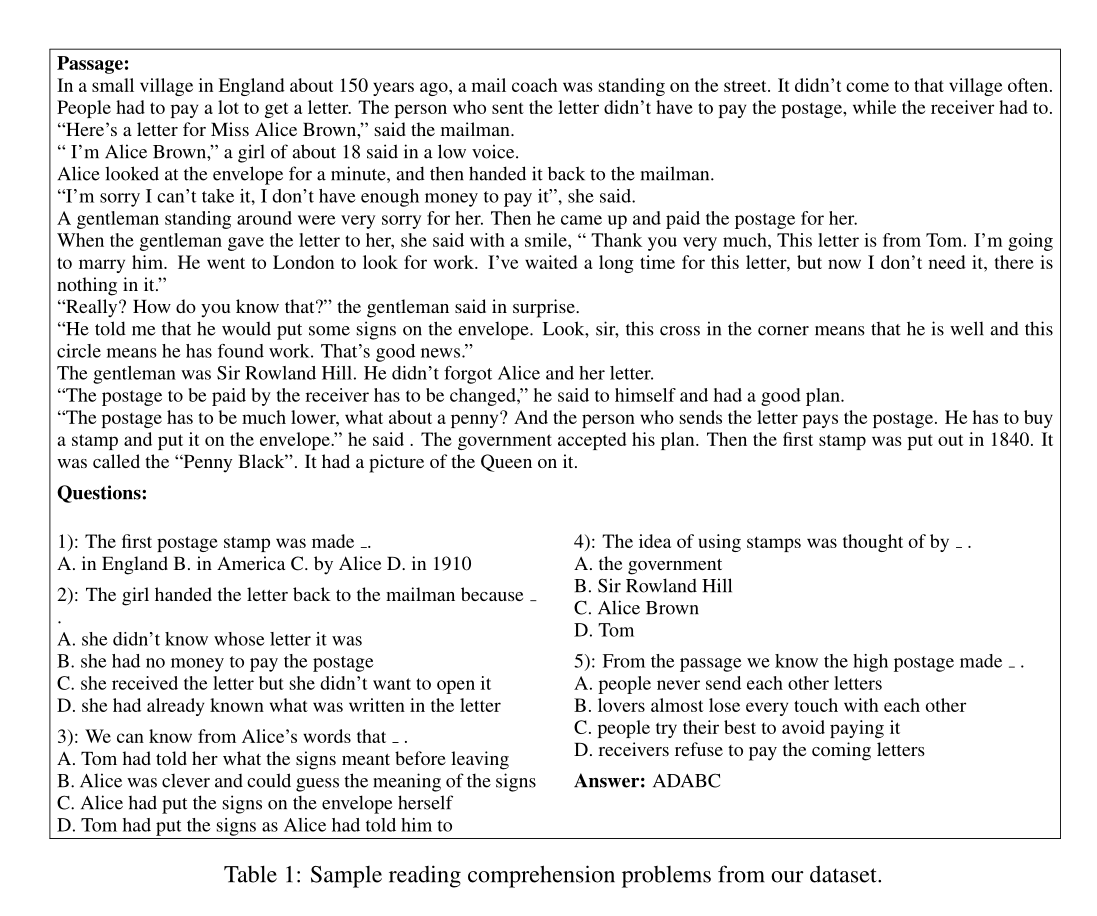 Passage:
In a small village in England about 150 years ago, a mail coach was standing on the street. It didn’t come to that village often.
People had to pay a lot to get a letter. The person who sent the letter didn’t have to pay the postage, while the receiver had to.
“Here’s a letter for Miss Alice Brown,” said the mailman.
“ I’m Alice Brown,” a girl of about 18 said in a low voice.
Alice looked at the envelope for a minute, and then handed it back to the mailman.
“I’m sorry I can’t take it, I don’t have enough money to pay it”, she said.
A gentleman standing around were very sorry for her. Then he came up and paid the postage for her.
When the gentleman gave the letter to her, she said with a smile, “ Thank you very much, This letter is from Tom. I’m going
to marry him. He went to London to look for work. I’ve waited a long time for this letter, but now I don’t need it, there is
nothing in it.”
“Really? How do you know that?” the gentleman said in surprise.
“He told me that he would put some signs on the envelope. Look, sir, this cross in the corner means that he is well and this
circle means he has found work. That’s good news.”
The gentleman was Sir Rowland Hill. He didn’t forgot Alice and her letter.
“The postage to be paid by the receiver has to be changed,” he said to himself and had a good plan.
“The postage has to be much lower, what about a penny? And the person who sends the letter pays the postage. He has to buy
a stamp and put it on the envelope.” he said . The government accepted his plan. Then the first stamp was put out in 1840. It
was called the “Penny Black”. It had a picture of the Queen on it.
Questions:
1): The first postage stamp was made _.
A. in England B. in America C. by Alice D. in 1910
2): The girl handed the letter back to the mailman because _
.
A. she didn’t know whose letter it was
B. she had no money to pay the postage
C. she received the letter but she didn’t want to open it
D. she had already known what was written in the letter
3): We can know from Alice’s words that _ .
A. Tom had told her what the signs meant before leaving
B. Alice was clever and could guess the meaning of the signs
C. Alice had put the signs on the envelope herself
D. Tom had put the signs as Alice had told him to
4): The idea of using stamps was thought of by _ .
A. the government
B. Sir Rowland Hill
C. Alice Brown
D. Tom
5): From the passage we know the high postage made _ .
A. people never send each other letters
B. lovers almost lose every touch with each other
C. people try their best to avoid paying it
D. receivers refuse to pay the coming letters
Answer: ADABC
Table 1: Sample reading comprehension problems from our dataset.